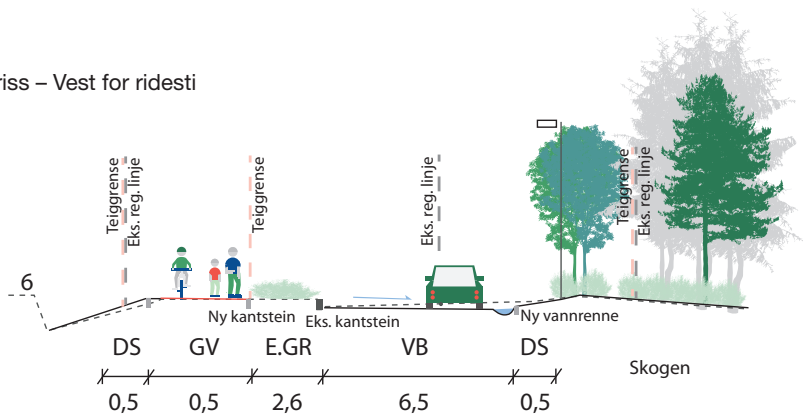 riss – Vest for ridesti
Teiggrense
Eks. reg. linje
Teiggrense
Eks. reg. linje
Teiggrense
Eks. reg. linje
6
Ny kantstein
Eks. kantstein
Ny vannrenne
DS
GV
E.GR
VB
DS
Skogen
0,5
0,5
2,6
6,5
0,5